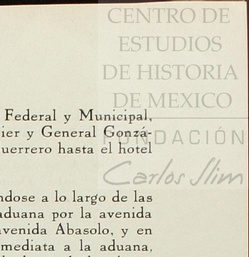 CENTRO DE
ESTUDIOS
DE HISTORIA
DE MEXICO
FUNDACIÓN
Carlos Slim
Federal y Municipal,
ier y General Gonzá-
uerrero hasta el hotel
ndose a lo largo de las
aduana por la avenida
avenida Abasolo, y en
mediata a la aduana,